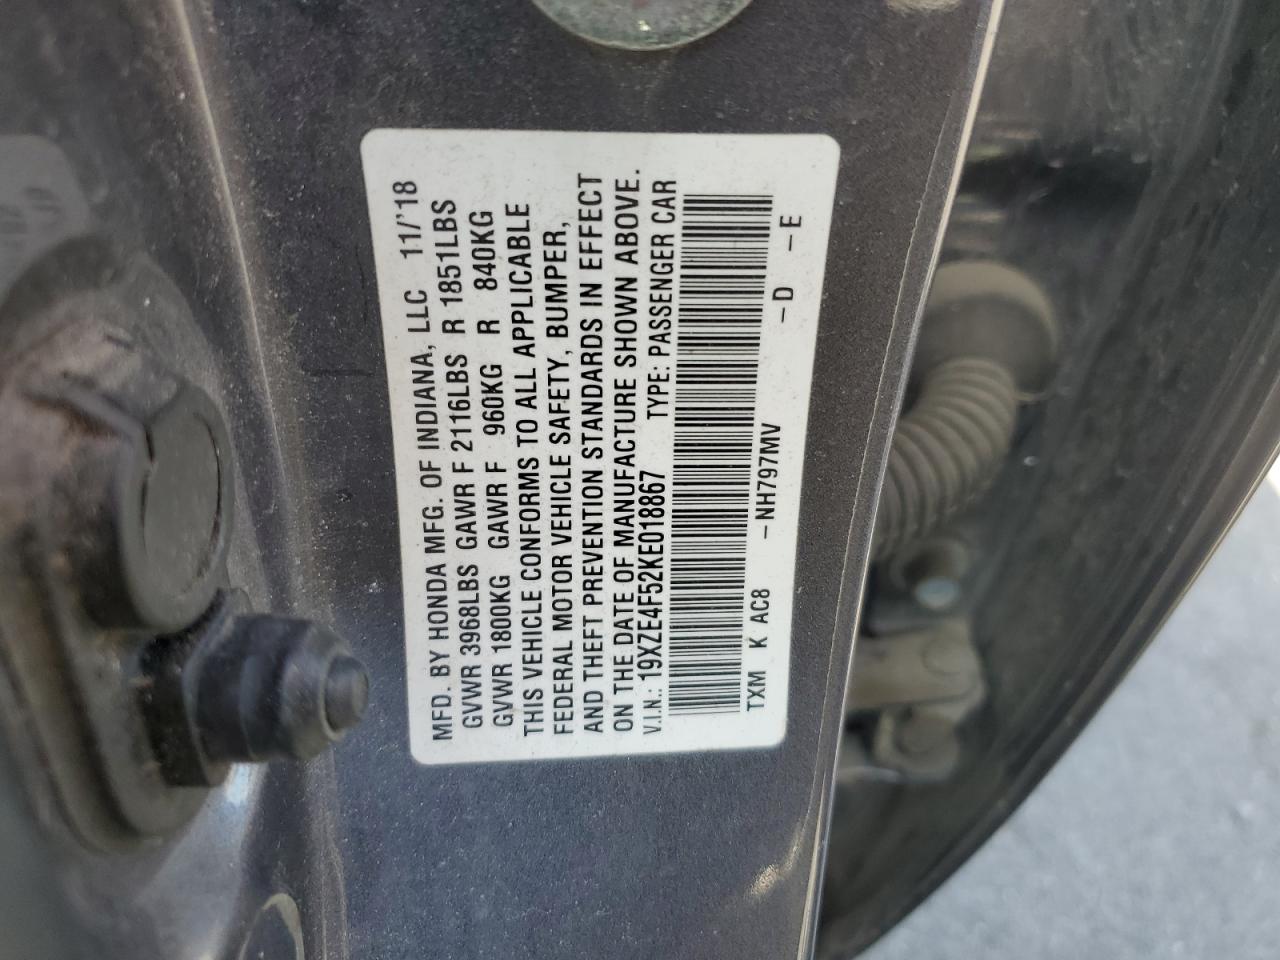 MFD. BY HONDA MFG. OF INDIANA, LLC 11/'18
GVWR 3968LBS GAWR F 2116LBS R 1851LBS
GVWR 1800KG GAWR F 960KG R 840KG
THIS VEHICLE CONFORMS TO ALL APPLICABLE
FEDERAL MOTOR VEHICLE SAFETY, BUMPER,
AND THEFT PREVENTION STANDARDS IN EFFECT
ON THE DATE OF MANUFACTURE SHOWN ABOVE.
V.I.N.: 19XZE4F52KE018867 TYPE: PASSENGER CAR
TXM K AC8 -NH797MV -D -E